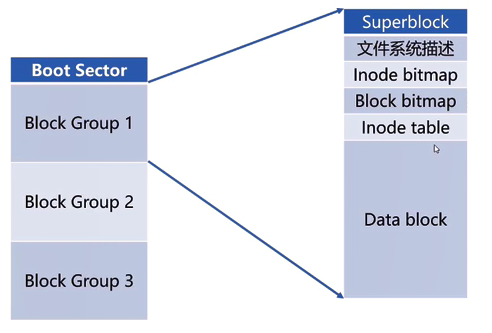 Boot Sector
Block Group 1
Block Group 2
Block Group 3
Superblock
文件系统描述
Inode bitmap
Block bitmap
Inode table
Data block